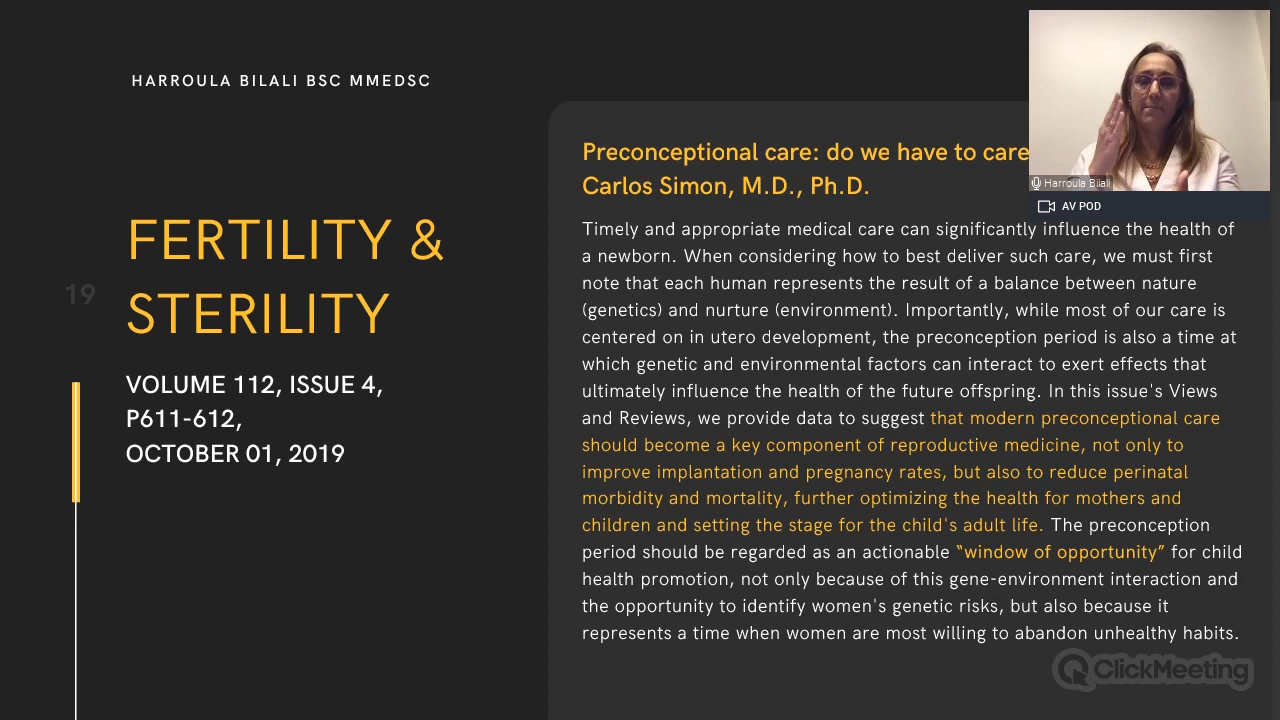 HARROULA BILALI BSC MMEDSC
19
FERTILITY &
STERILITY
VOLUME 112, ISSUE 4,
P611-612,
OCTOBER 01, 2019
Preconceptional care: do we have to care
Carlos Simon, M.D., Ph.D.
Timely and appropriate medical care can significantly influence the health of
a newborn. When considering how to best deliver such care, we must first
note that each human represents the result of a balance between nature
(genetics) and nurture (environment). Importantly, while most of our care is
centered on in utero development, the preconception period is also a time at
which genetic and environmental factors can interact to exert effects that
ultimately influence the health of the future offspring. In this issue's Views
and Reviews, we provide data to suggest that modern preconceptional care
should become a key component of reproductive medicine, not only to
improve implantation and pregnancy rates, but also to reduce perinatal
morbidity and mortality, further optimizing the health for mothers and
children and setting the stage for the child's adult life. The preconception
period should be regarded as an actionable “window of opportunity” for child
health promotion, not only because of this gene-environment interaction and
the opportunity to identify women's genetic risks, but also because it
represents a time when women are most willing to abandon unhealthy habits.
Harroula Bilali
AV POD
ClickMeeting